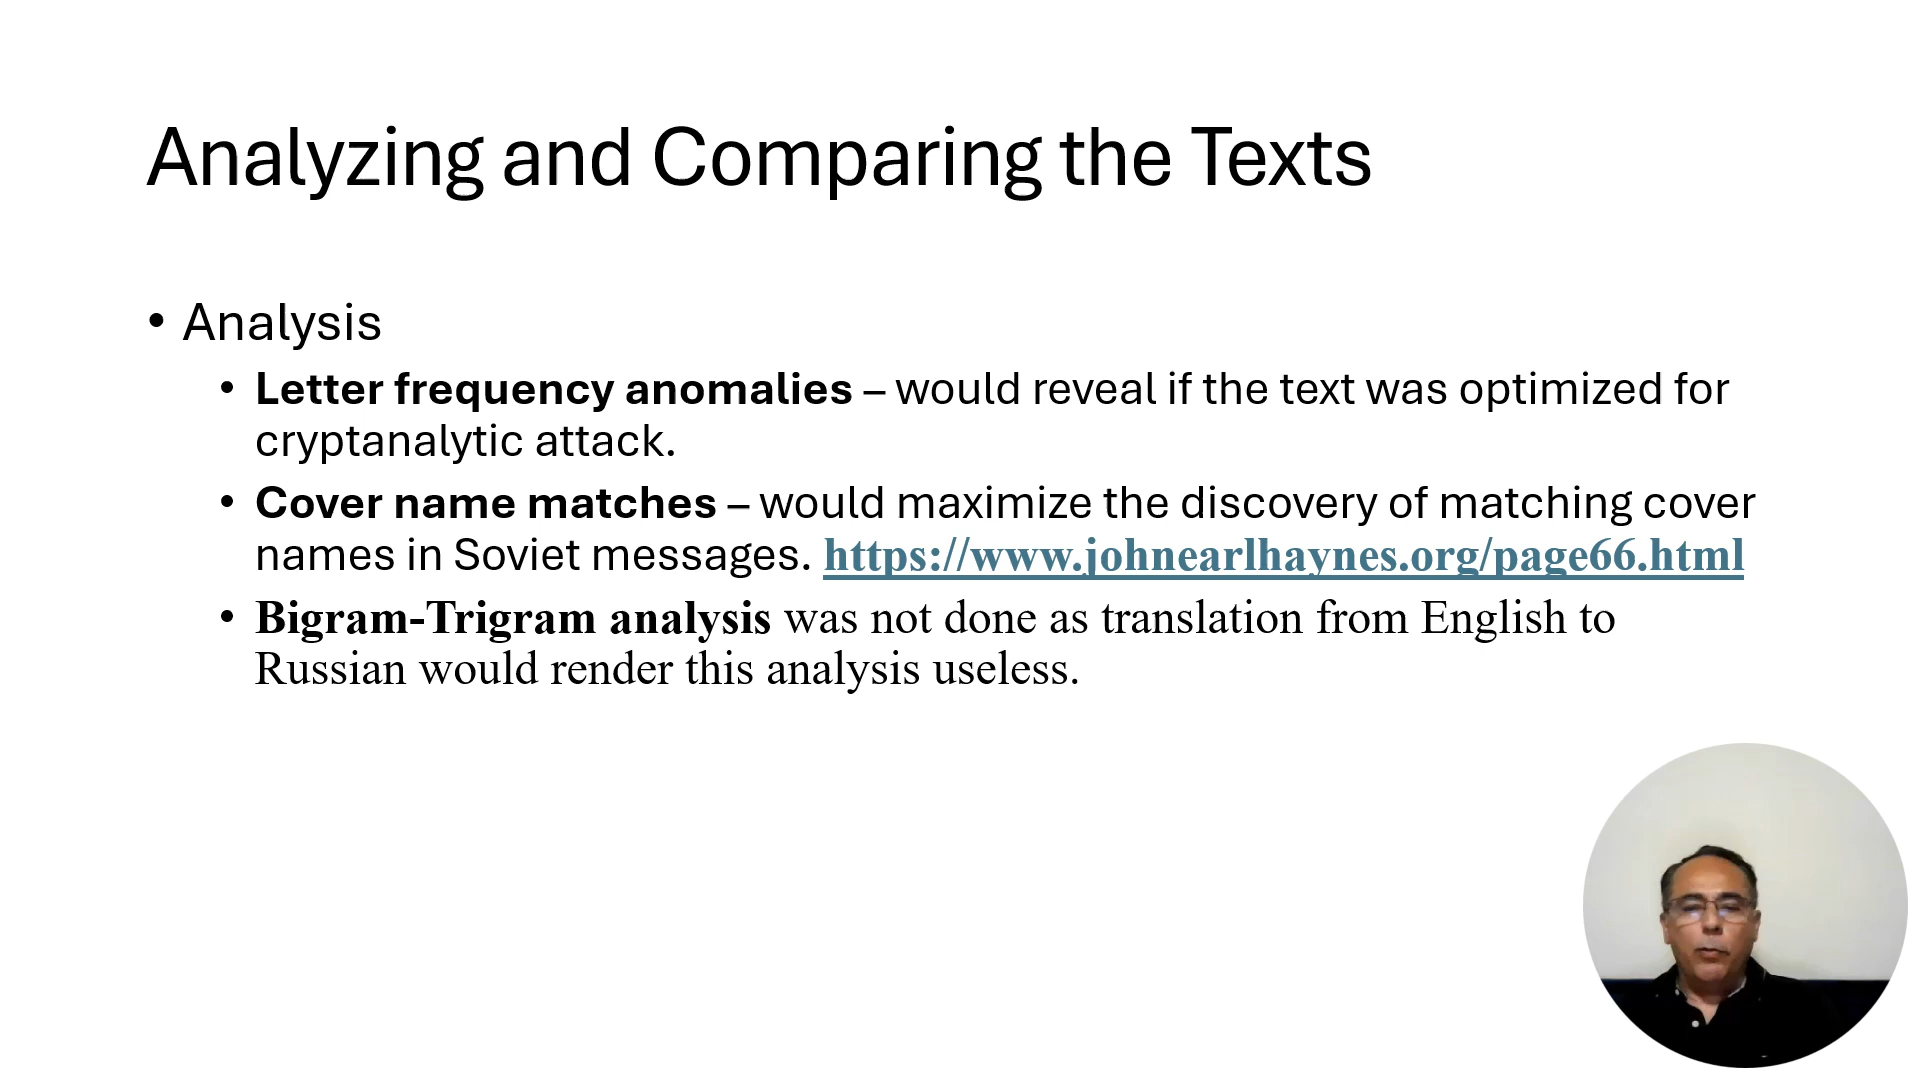 Analyzing and Comparing the Texts
• Analysis
• Letter frequency anomalies – would reveal if the text was optimized for
cryptanalytic attack.
• Cover name matches – would maximize the discovery of matching cover
names in Soviet messages. https://www.johnearlhaynes.org/page66.html
• Bigram-Trigram analysis was not done as translation from English to
Russian would render this analysis useless.